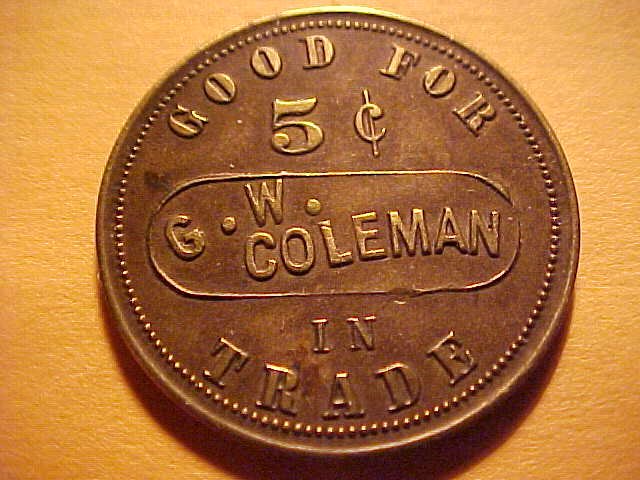 GOOD FOR
5 ¢
G. W. COLEMAN
IN
TRADE